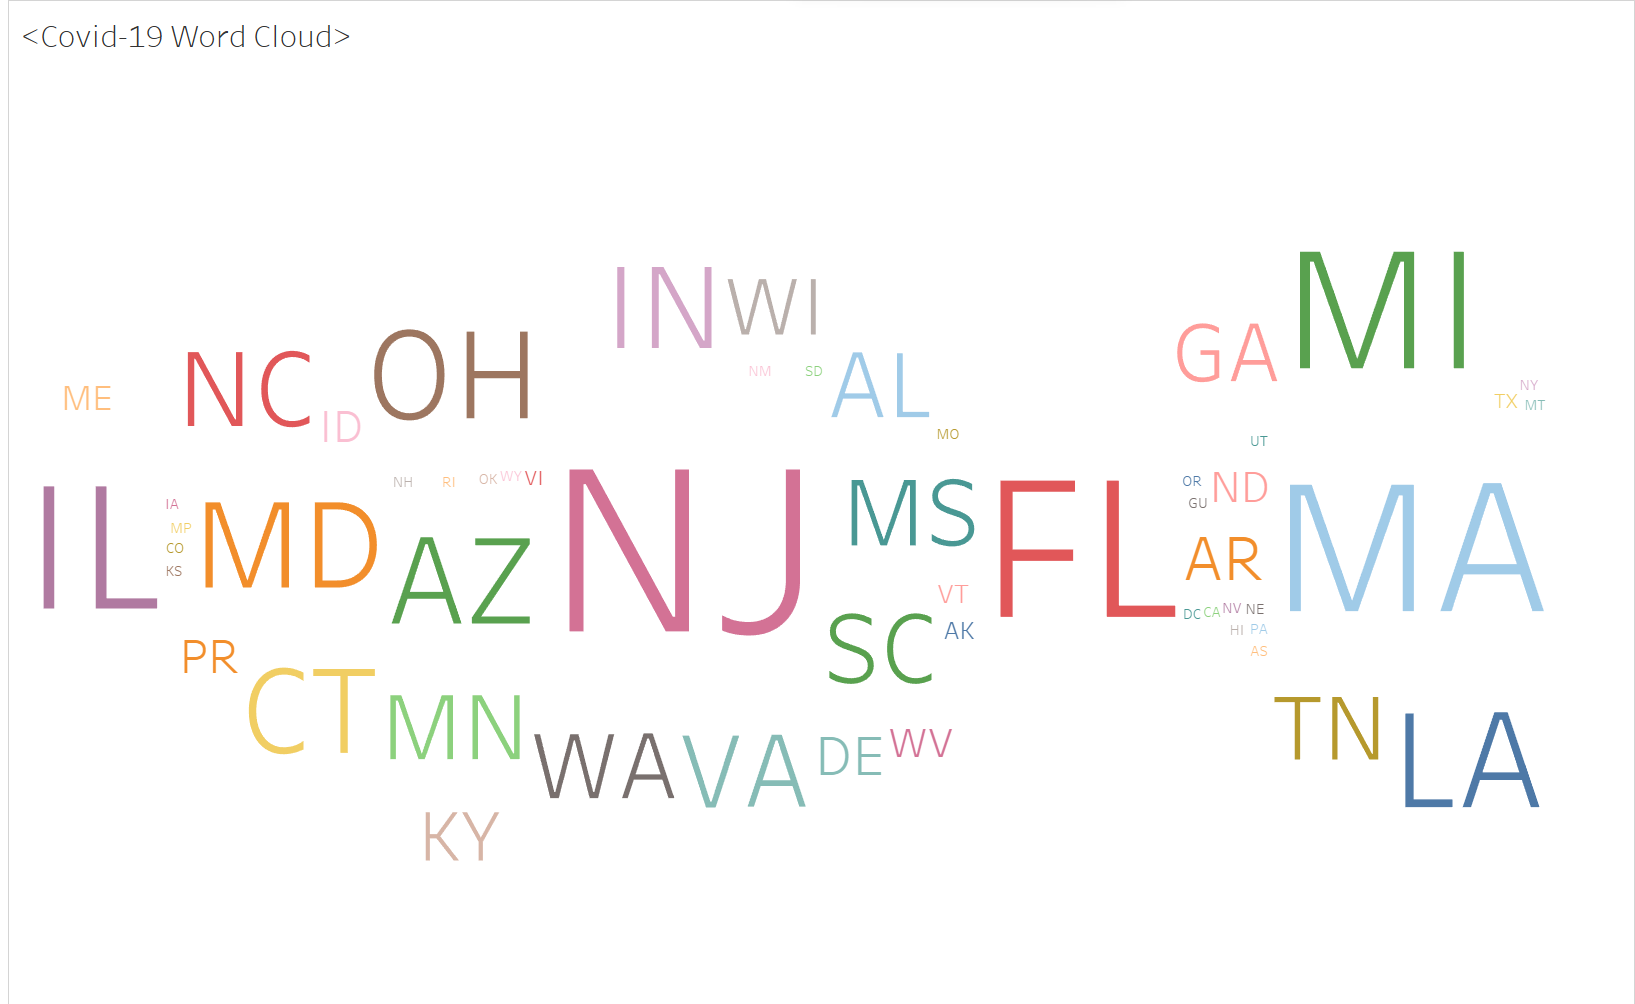 <Covid-19 Word Cloud>
MI
IN
WI
GA
OH
NC
AL
ME
ID
NM
SD
NY
TX
MT
MO
UT
NH
RI
OK
WY
VI
NJ
MS
FL
OR
GU
ND
MA
IL
IA
MP
CO
KS
MD
AZ
AR
VT
AK
SC
DC
CA
NV
NE
HI
PA
AS
PR
CT
MN
WA
VA
DE
WV
TN
LA
KY